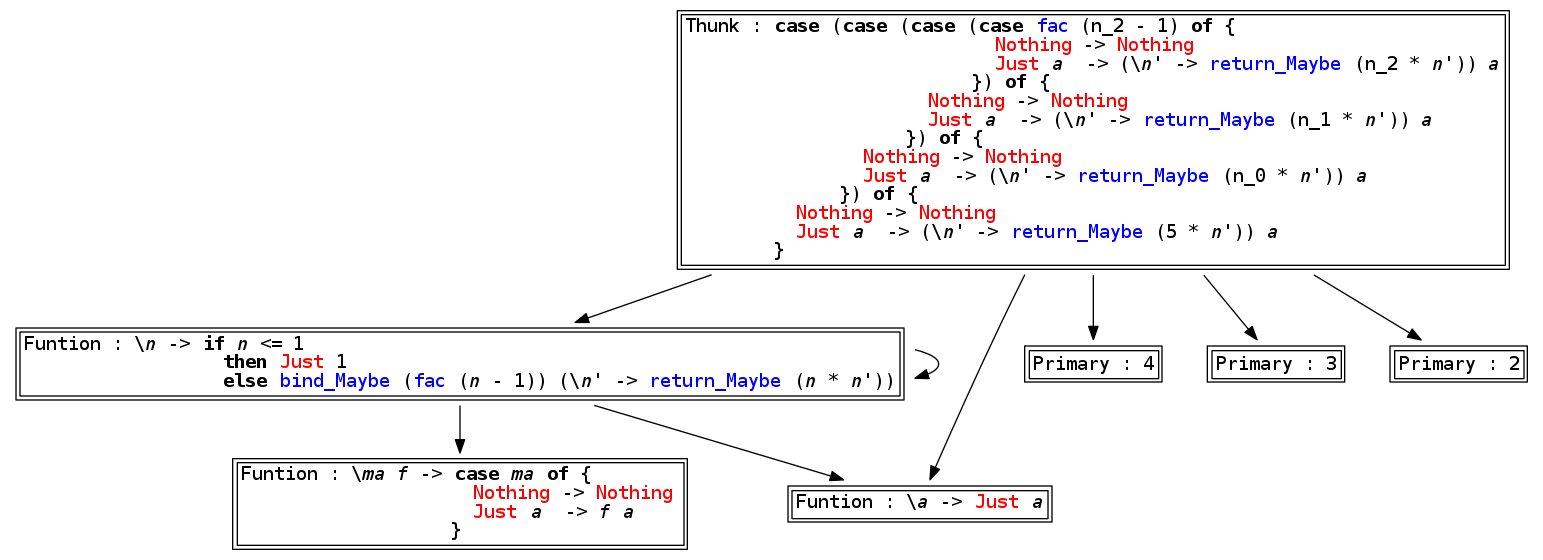 Thunk : case (case (case (case fac (n_2 - 1) of {
Nothing -> Nothing
Just a -> (\n' -> return_Maybe (n_2 * n')) a
}) of {
Nothing -> Nothing
Just a -> (\n' -> return_Maybe (n_1 * n')) a
}) of {
Nothing -> Nothing
Just a -> (\n' -> return_Maybe (n_0 * n')) a
}) of {
Nothing -> Nothing
Just a -> (\n' -> return_Maybe (5 * n')) a
}
Funtion : \n -> if n <= 1
then Just 1
else bind_Maybe (fac (n - 1)) (\n' -> return_Maybe (n * n'))
Primary : 4
Primary : 3
Primary : 2
Funtion : \ma f -> case ma of {
Nothing -> Nothing
Just a -> f a
}
Funtion : \a -> Just a